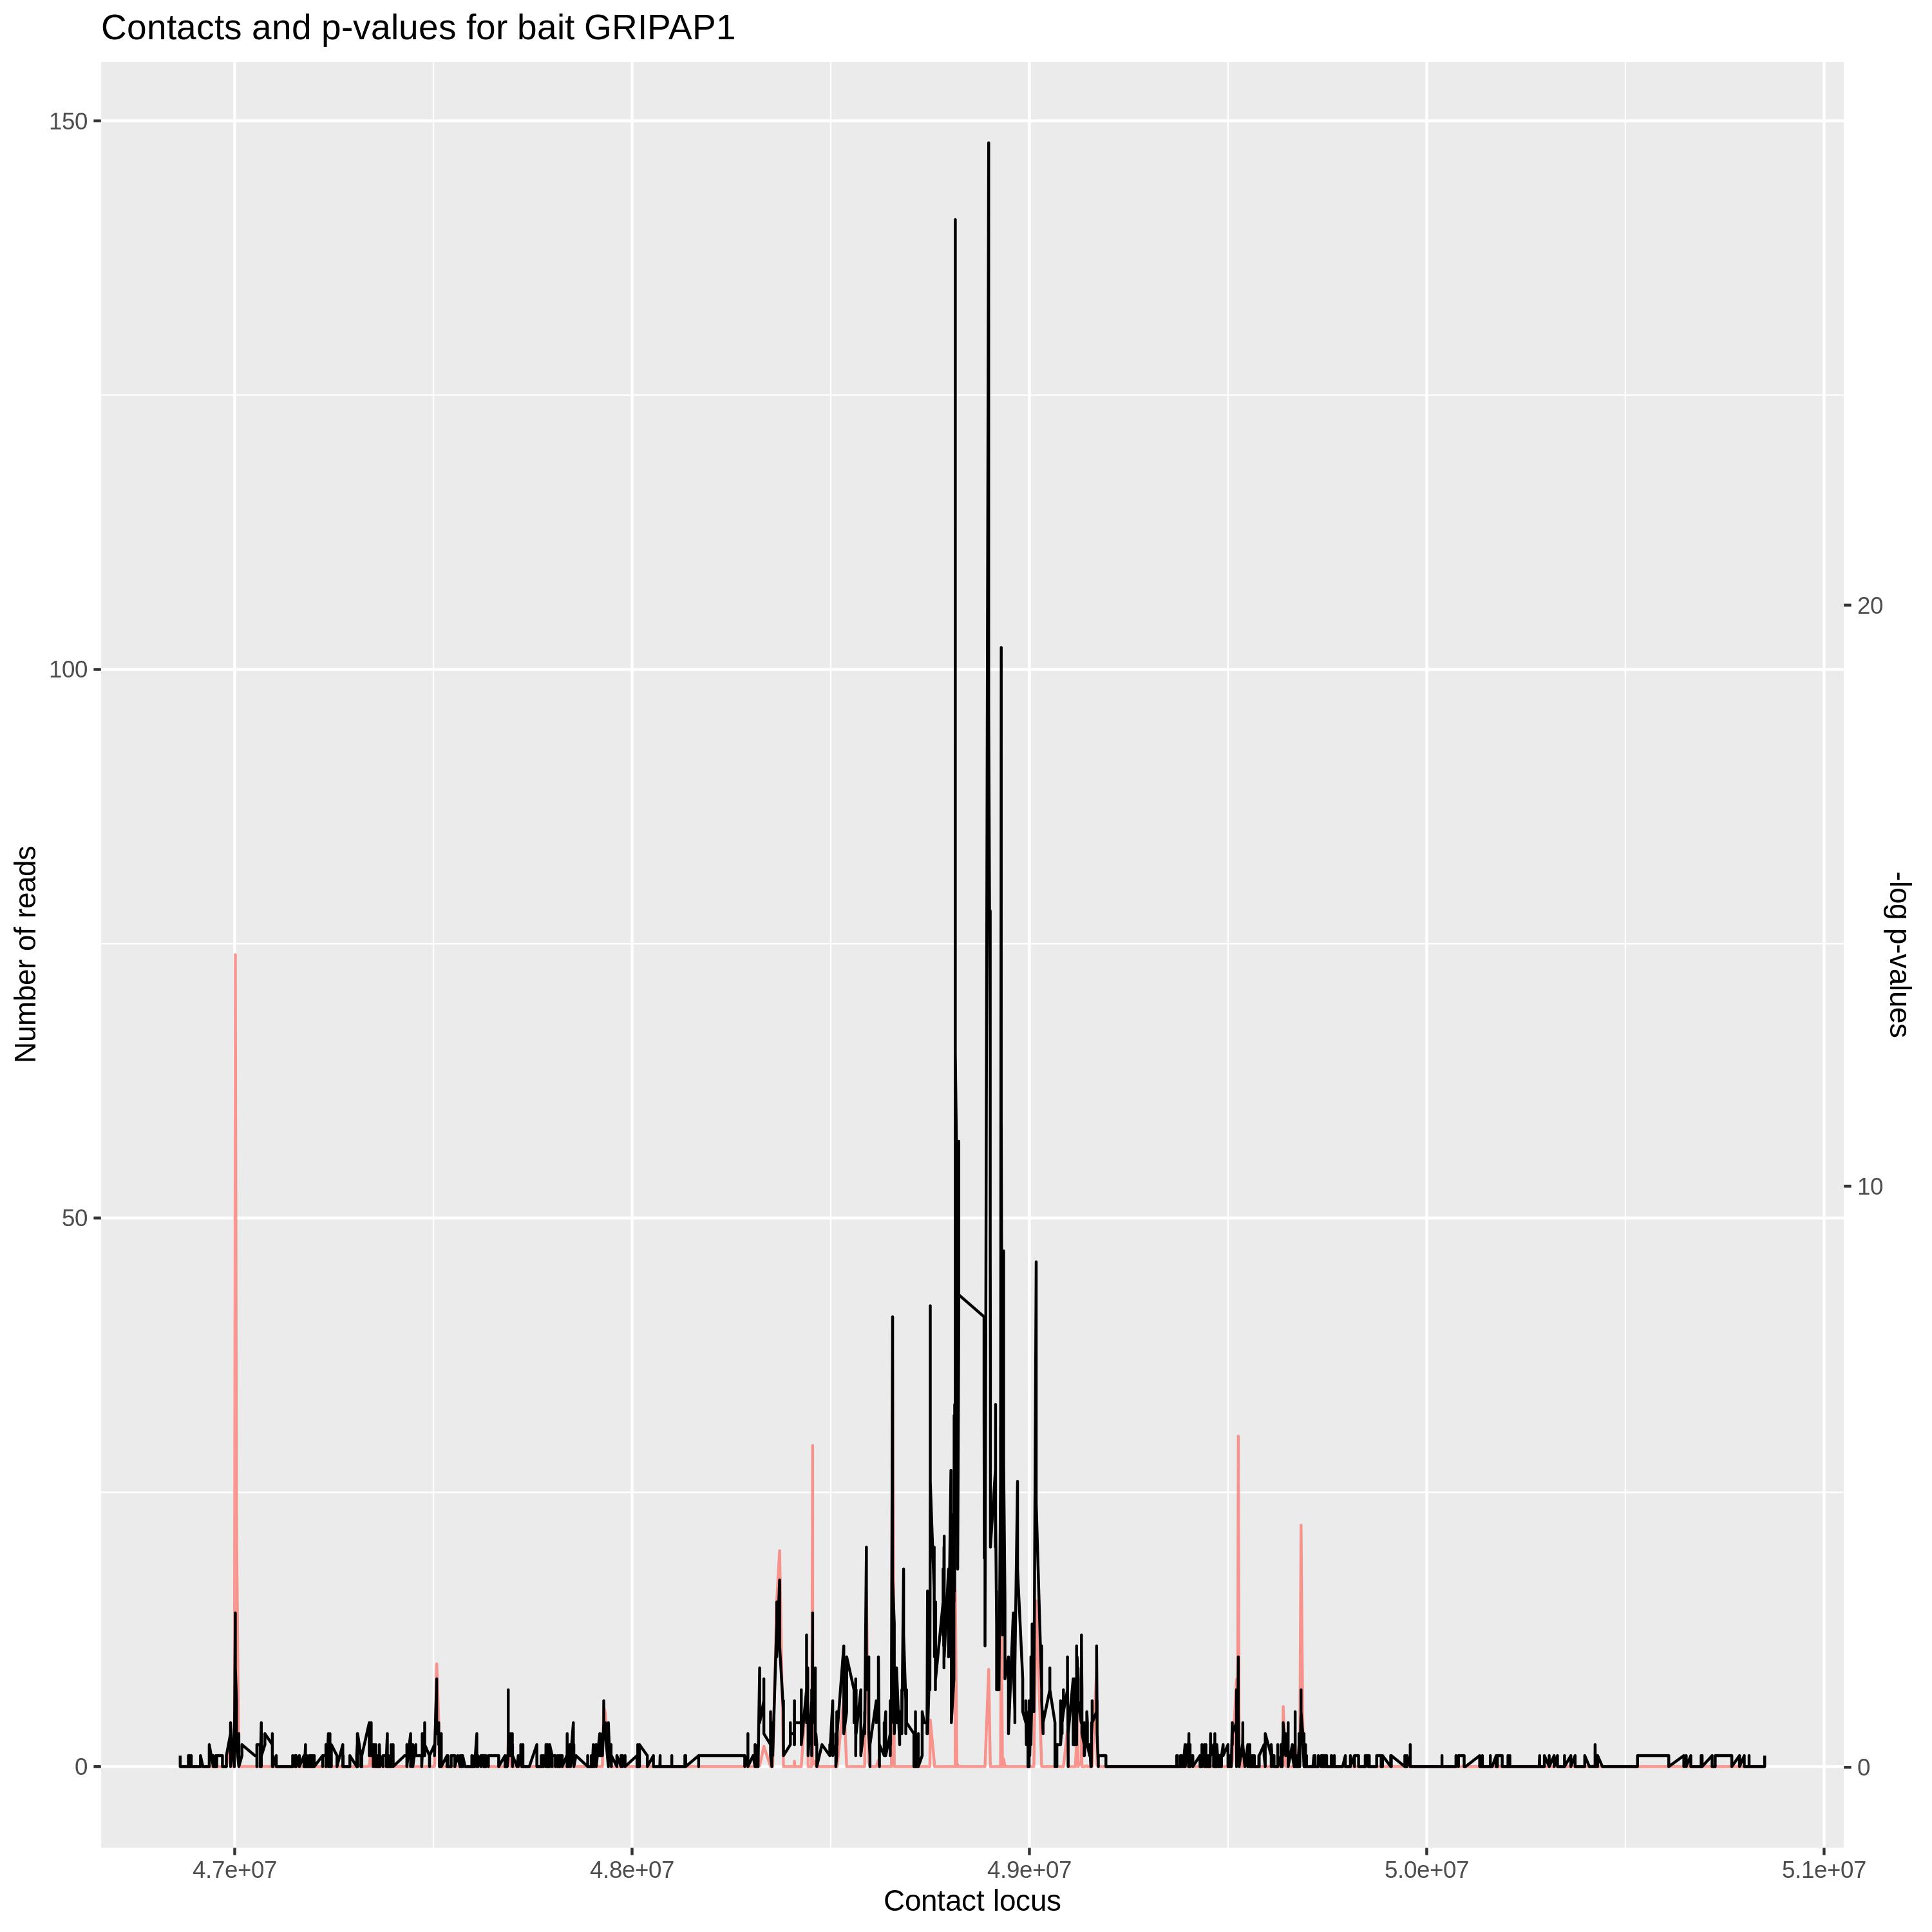 Contacts and p-values for bait GRIPAP1
150
100
50
0
Number of reads
20
10
0
-log p-values
4.7e+07 4.8e+07 4.9e+07 5.0e+07 5.1e+07
Contact locus